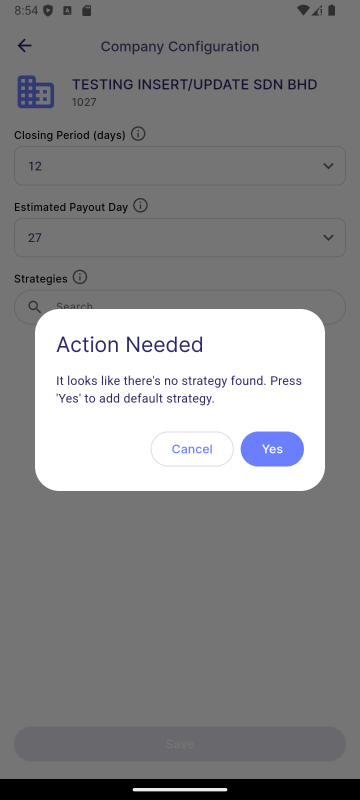 8:54
Company Configuration
TESTING INSERT/UPDATE SDN BHD
1027
Closing Period (days)
12
Estimated Payout Day
27
Strategies
Search
Action Needed
It looks like there's no strategy found. Press
'Yes' to add default strategy.
Cancel
Yes
Save